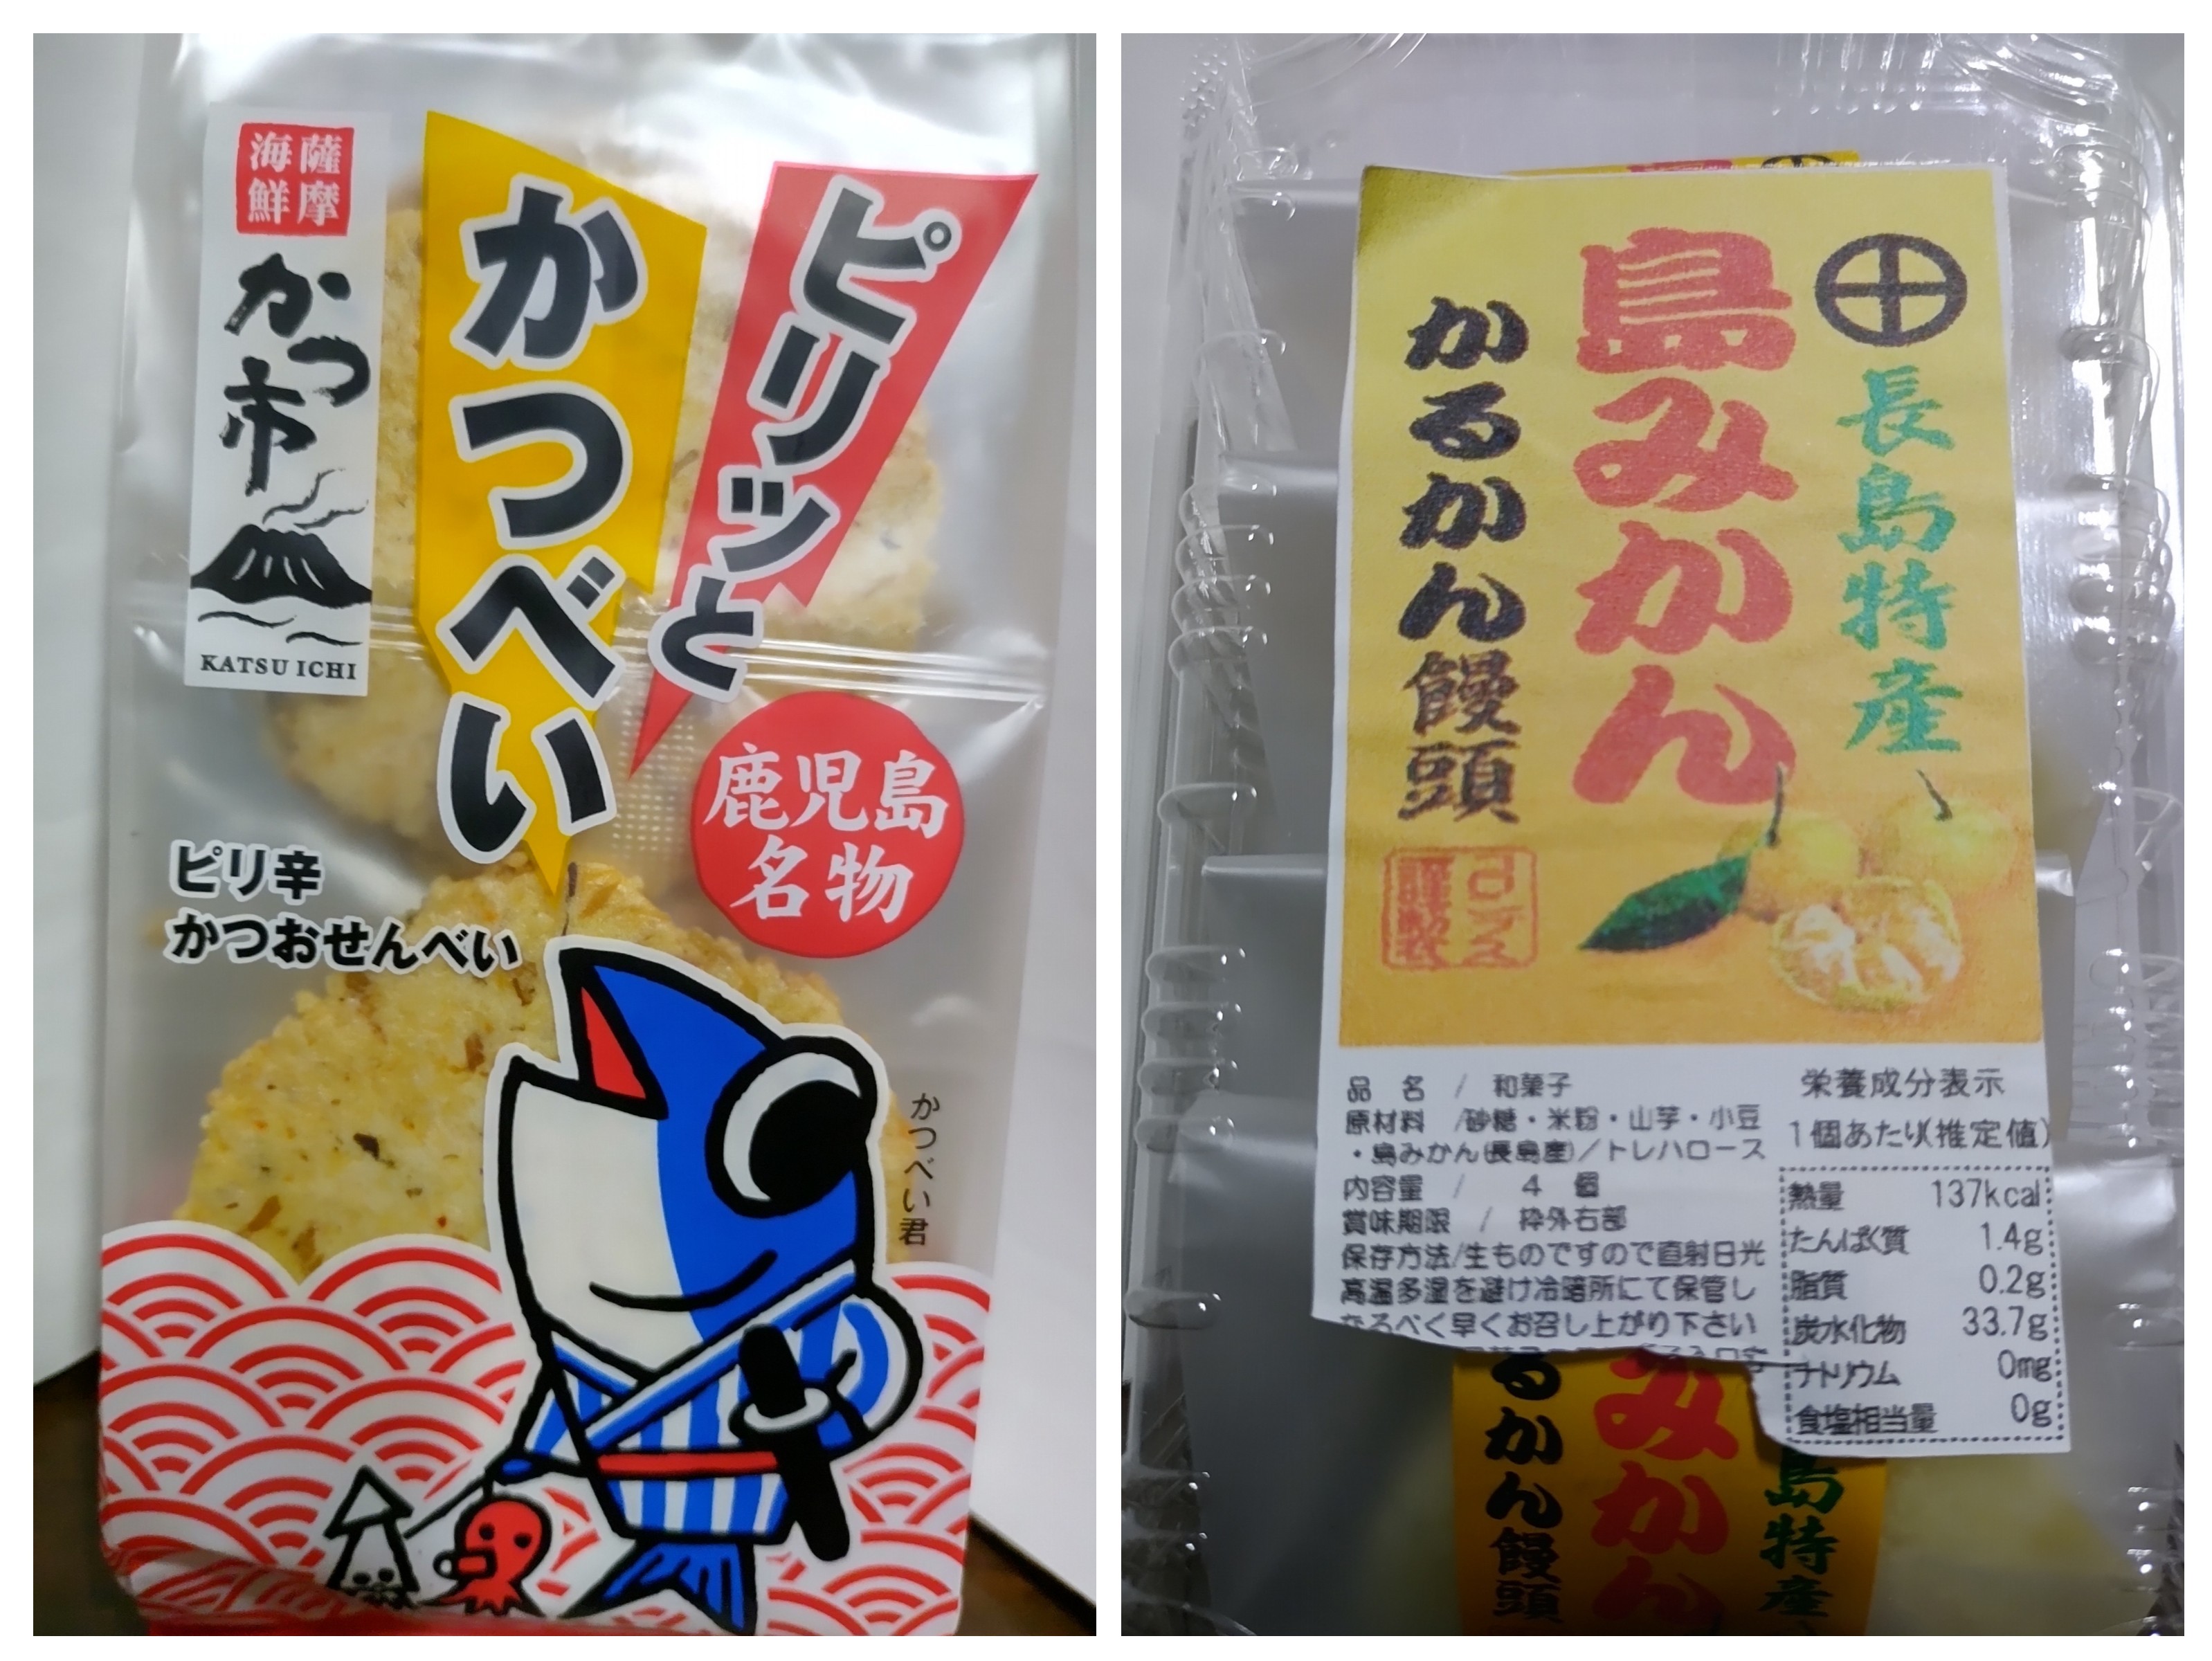 薩摩
海鮮
かつ市
KATSU ICHI
ピリッと
かつべい
鹿児島
名物
ピリ辛
かつおせんべい
かつべい君
長島特産
島みかん
かるかん饅頭
謹製
品 名 / 和菓子
原材料 /砂糖・米粉・山芋・小豆
・島みかん(長島産)/トレハロース
内容量 / 4 個
賞味期限 / 枠外右部
保存方法/生ものですので直射日光
高温多湿を避け冷暗所にて保管し
なるべく早くお召し上がり下さい
栄養成分表示
1個あたり(推定値)
熱量 137kcal
たんぱく質 1.4g
脂質 0.2g
炭水化物 33.7g
ナトリウム 0mg
食塩相当量 0g
島特産
みかん
るかん饅頭